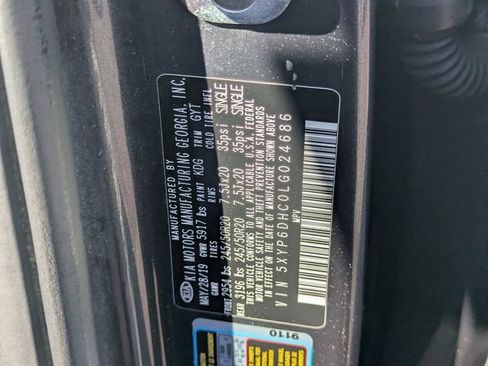 MANUFACTURED BY
KIA KIA MOTORS MANUFACTURING GEORGIA, INC.
MAY/28/19 GVWR 5917 lbs PAINT KDG TRIM GYT
GAWR TIRES RIMS COLD TIRE INFL
FRONT 2954 lbs 245/50R20 7.5Jx20 35psi SINGLE
REAR 3196 lbs 245/50R20 7.5Jx20 35psi SINGLE
THIS VEHICLE CONFORMS TO ALL APPLICABLE U.S.A. FEDERAL
MOTOR VEHICLE SAFETY AND THEFT PREVENTION STANDARDS
IN EFFECT ON THE DATE OF MANUFACTURE SHOWN ABOVE
VIN 5XYP6DHC0LG024686
MPV
9110